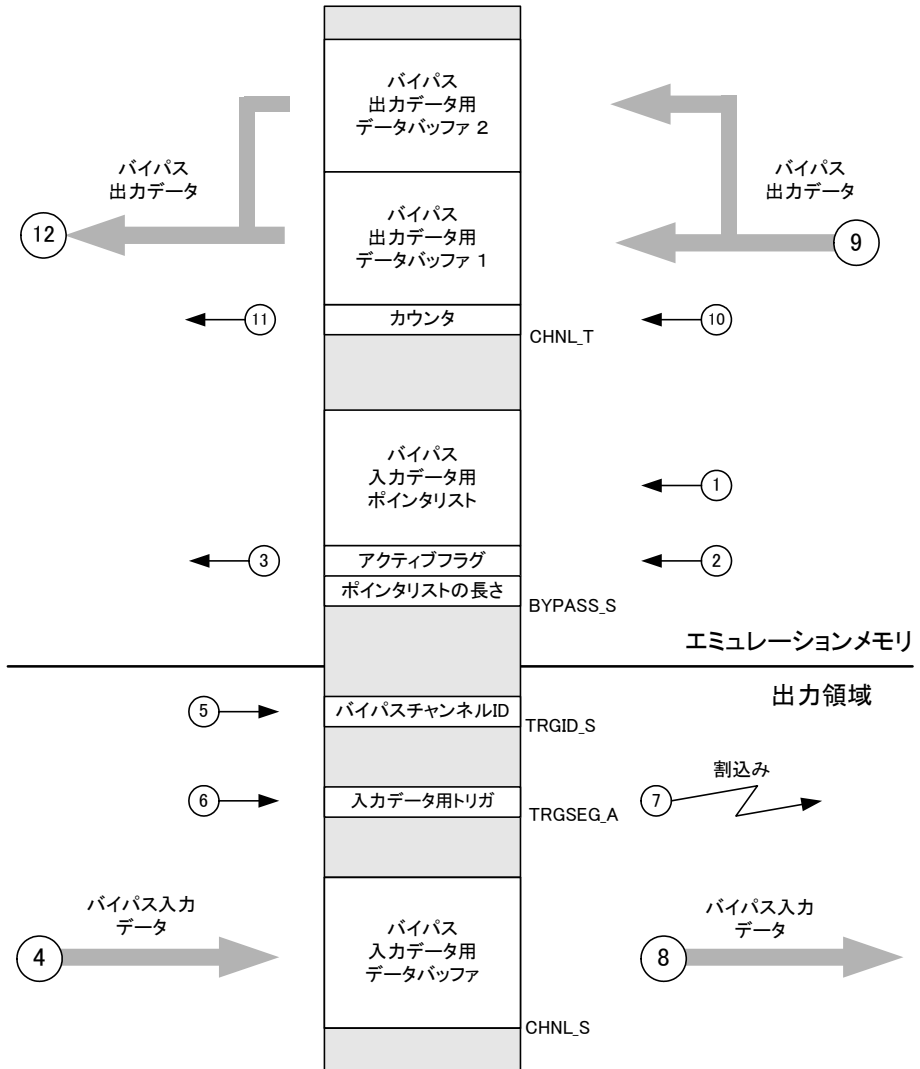 バイパス
出力データ用
データバッファ 2
バイパス
出力データ
12
バイパス
出力データ用
データバッファ 1
バイパス
出力データ
9
11
カウンタ
10
CHNL_T
バイパス
入力データ用
ポインタリスト
1
3
アクティブフラグ
2
ポインタリストの長さ
BYPASS_S
エミュレーションメモリ
出力領域
5
バイパスチャンネルID
TRGID_S
6
入力データ用トリガ
TRGSEG_A
割込み
7
バイパス入力
データ
4
バイパス
入力データ用
データバッファ
バイパス入力
データ
8
CHNL_S